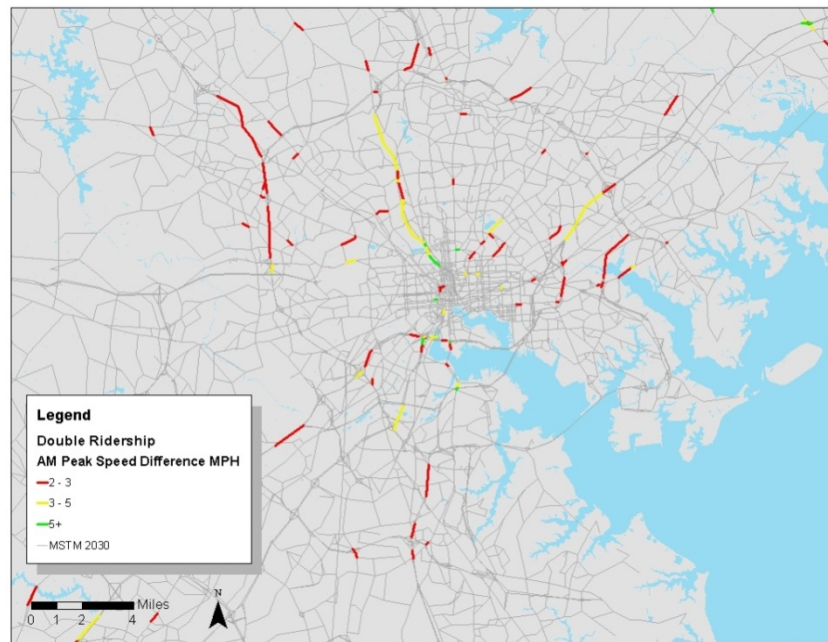 Legend
Double Ridership
AM Peak Speed Difference MPH
2 - 3
3 - 5
5+
MSTM 2030
N
Miles
0 1 2 4